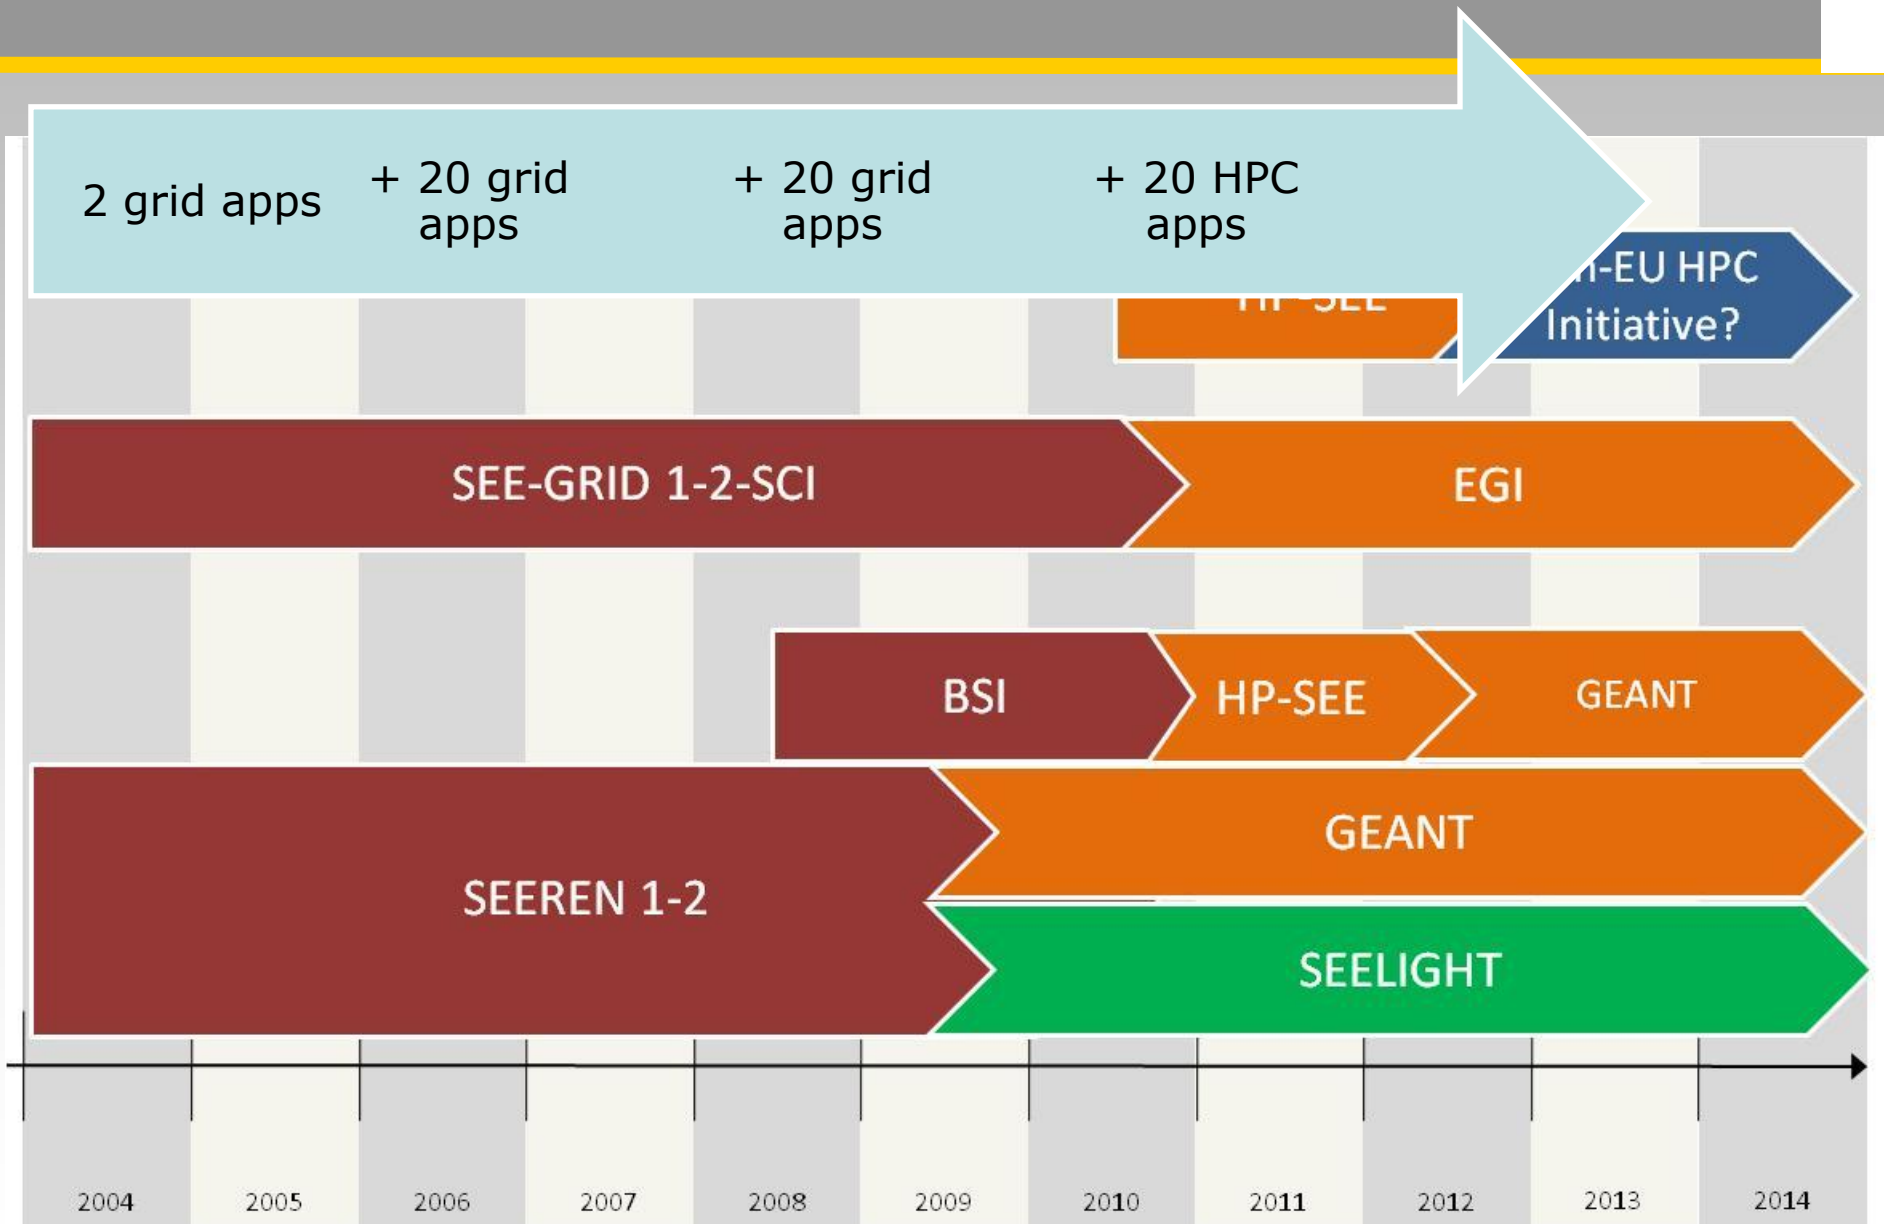 2 grid apps
+ 20 grid
apps
+ 20 grid
apps
+ 20 HPC
apps
HP-SEE
-EU HPC
Initiative?
SEE-GRID 1-2-SCI
EGI
BSI
HP-SEE
GEANT
GEANT
SEEREN 1-2
SEELIGHT
2004
2005
2006
2007
2008
2009
2010
2011
2012
2013
2014